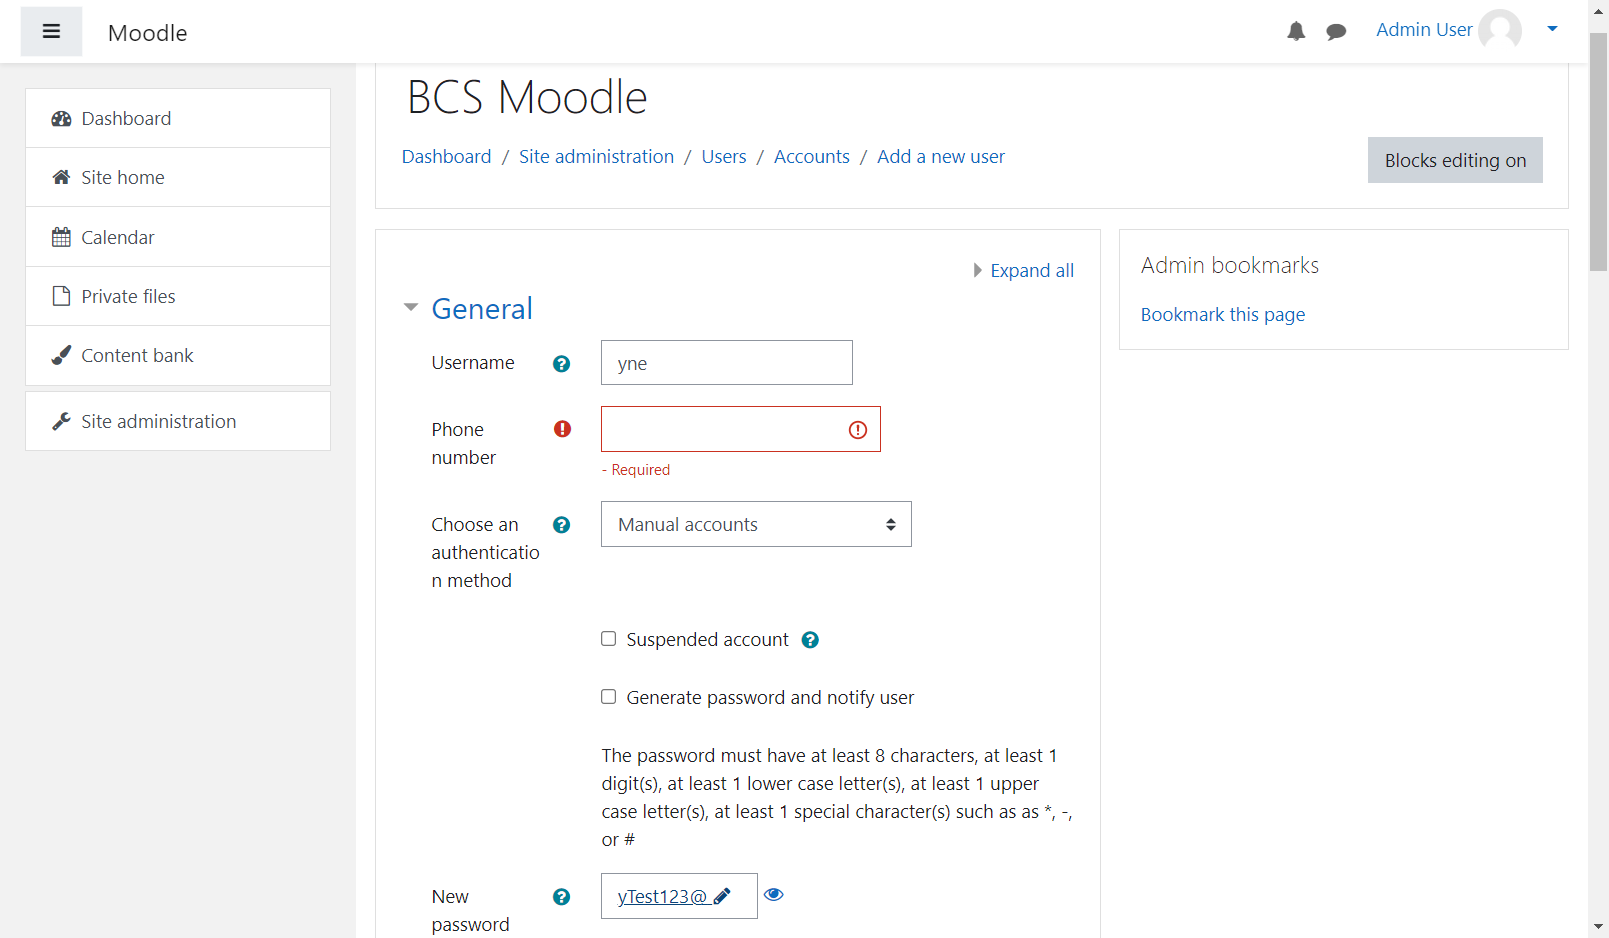 Moodle
Admin User
Dashboard
Site home
Calendar
Private files
Content bank
Site administration
BCS Moodle
Dashboard / Site administration / Users / Accounts / Add a new user
Blocks editing on
Expand all
General
Username
yne
Phone
number
- Required
Choose an
authenticatio
n method
Manual accounts
Suspended account
Generate password and notify user
The password must have at least 8 characters, at least 1
digit(s), at least 1 lower case letter(s), at least 1 upper
case letter(s), at least 1 special character(s) such as as *, -,
or #
New
password
yTest123@
Admin bookmarks
Bookmark this page